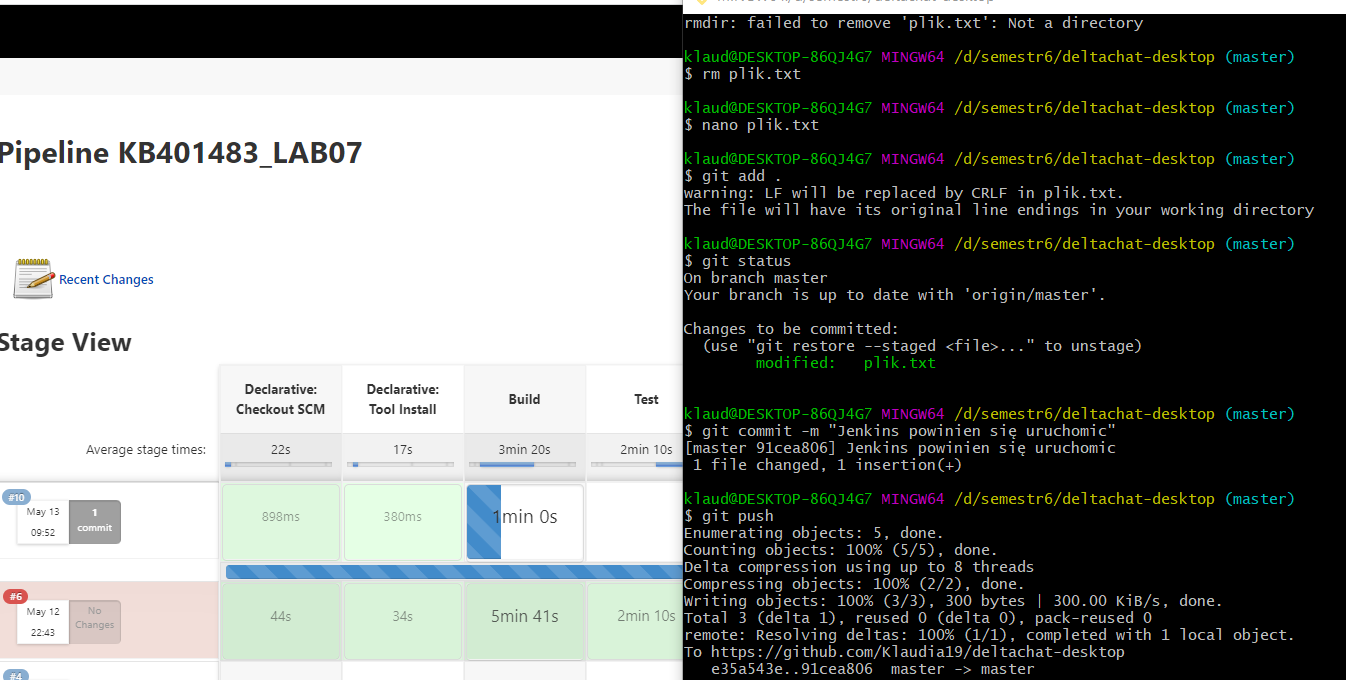 Pipeline KB401483_LAB07
Recent Changes
Stage View
Declarative:
Checkout SCM
Declarative:
Tool Install
Build
Test
Average stage times:
22s
17s
3min 20s
2min 10s
#10
May 13
09:52
1
commit
898ms
380ms
1min 0s
#6
May 12
22:43
No
Changes
44s
34s
5min 41s
2min 10s
#4
rmdir: failed to remove 'plik.txt': Not a directory
klaud@DESKTOP-86QJ4G7 MINGW64 /d/semestr6/deltachat-desktop (master)
$ rm plik.txt
klaud@DESKTOP-86QJ4G7 MINGW64 /d/semestr6/deltachat-desktop (master)
$ nano plik.txt
klaud@DESKTOP-86QJ4G7 MINGW64 /d/semestr6/deltachat-desktop (master)
$ git add .
warning: LF will be replaced by CRLF in plik.txt.
The file will have its original line endings in your working directory
klaud@DESKTOP-86QJ4G7 MINGW64 /d/semestr6/deltachat-desktop (master)
$ git status
On branch master
Your branch is up to date with 'origin/master'.
Changes to be committed:
(use "git restore --staged <file>..." to unstage)
modified: plik.txt
klaud@DESKTOP-86QJ4G7 MINGW64 /d/semestr6/deltachat-desktop (master)
$ git commit -m "Jenkins powinien się uruchomic"
[master 91cea806] Jenkins powinien się uruchomic
1 file changed, 1 insertion(+)
klaud@DESKTOP-86QJ4G7 MINGW64 /d/semestr6/deltachat-desktop (master)
$ git push
Enumerating objects: 5, done.
Counting objects: 100% (5/5), done.
Delta compression using up to 8 threads
Compressing objects: 100% (2/2), done.
Writing objects: 100% (3/3), 300 bytes | 300.00 KiB/s, done.
Total 3 (delta 1), reused 0 (delta 0), pack-reused 0
remote: Resolving deltas: 100% (1/1), completed with 1 local object.
To https://github.com/Klaudia19/deltachat-desktop
e35a543e..91cea806 master -> master